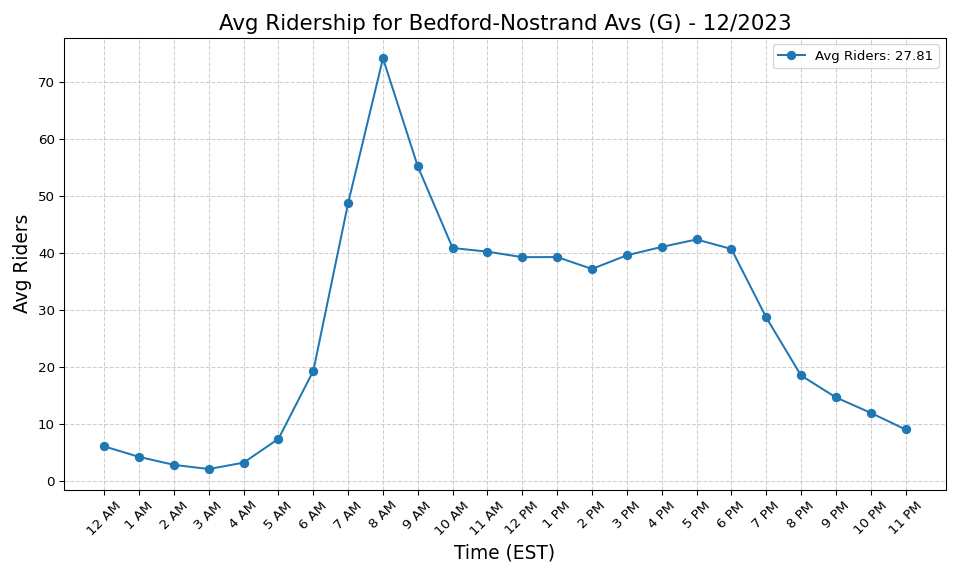 Avg Ridership for Bedford-Nostrand Avs (G) - 12/2023
Avg Riders: 27.81
Avg Riders
70
60
50
40
30
20
10
0
12 AM
1 AM
2 AM
3 AM
4 AM
5 AM
6 AM
7 AM
8 AM
9 AM
10 AM
11 AM
12 PM
1 PM
2 PM
3 PM
4 PM
5 PM
6 PM
7 PM
8 PM
9 PM
10 PM
11 PM
Time (EST)